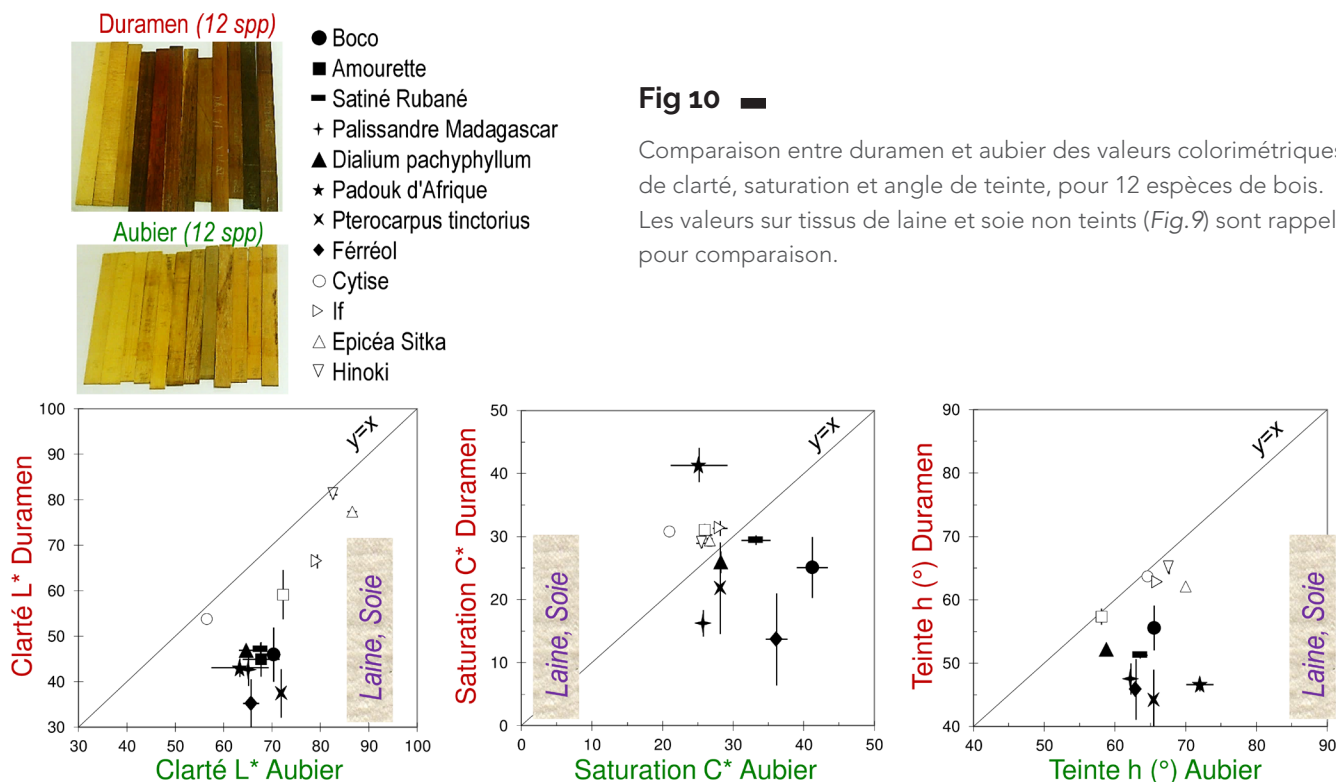 Duramen (12 spp)
Aubier (12 spp)
Boco
Amourette
Satiné Rubané
Palissandre Madagascar
Dialium pachyphyllum
Padouk d'Afrique
Pterocarpus tinctorius
Férréol
Cytise
If
Epicéa Sitka
Hinoki
Fig 10
Comparaison entre duramen et aubier des valeurs colorimétriques
de clarté, saturation et angle de teinte, pour 12 espèces de bois.
Les valeurs sur tissus de laine et soie non teints (Fig.9) sont rappel
pour comparaison.
Clarté L* Duramen
100
90
80
70
60
50
40
30
y=x
Laine, Soie
30 40 50 60 70 80 90 100
Clarté L* Aubier
Saturation C* Duramen
50
40
30
20
10
0
y=x
Laine, Soie
0 10 20 30 40 50
Saturation C* Aubier
Teinte h (°) Duramen
90
80
70
60
50
40
y=x
Laine, Soie
40 50 60 70 80 90
Teinte h (°) Aubier